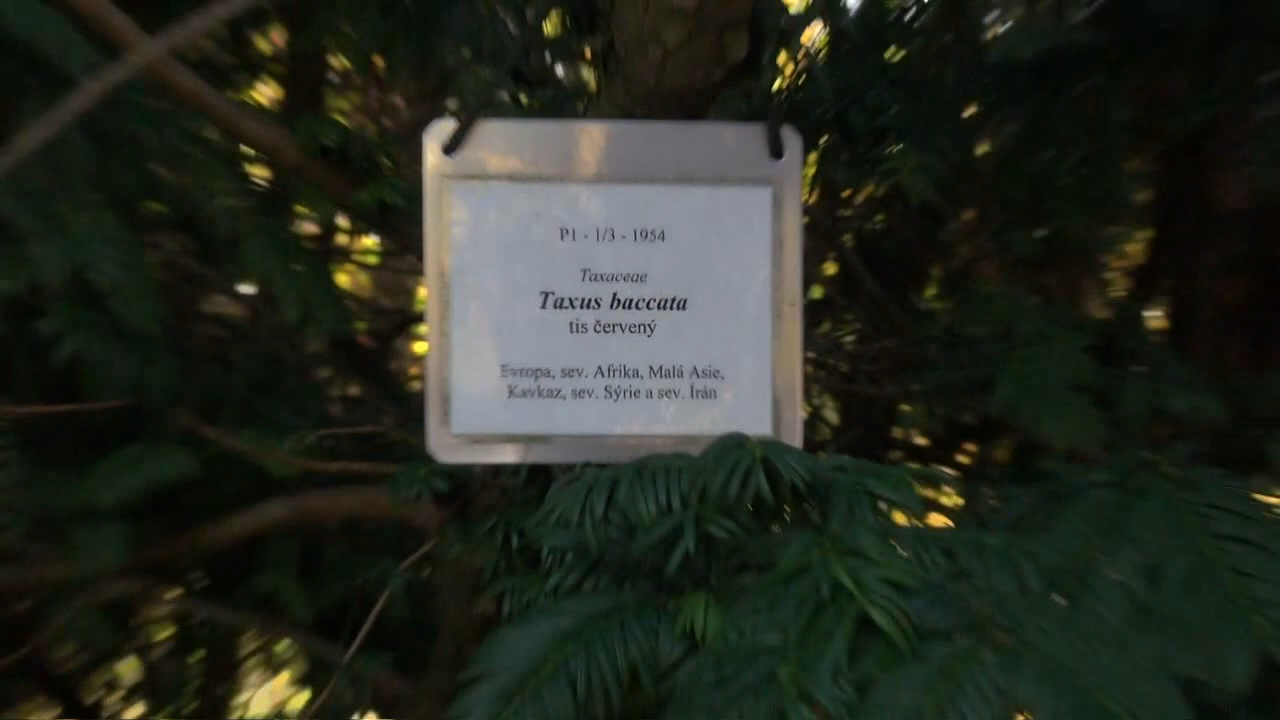 P1 - 1/3 - 1954
Taxaceae
Taxus baccata
tis červený
Evropa, sev. Afrika, Malá Asie,
Kavkaz, sev. Sýrie a sev. Írán